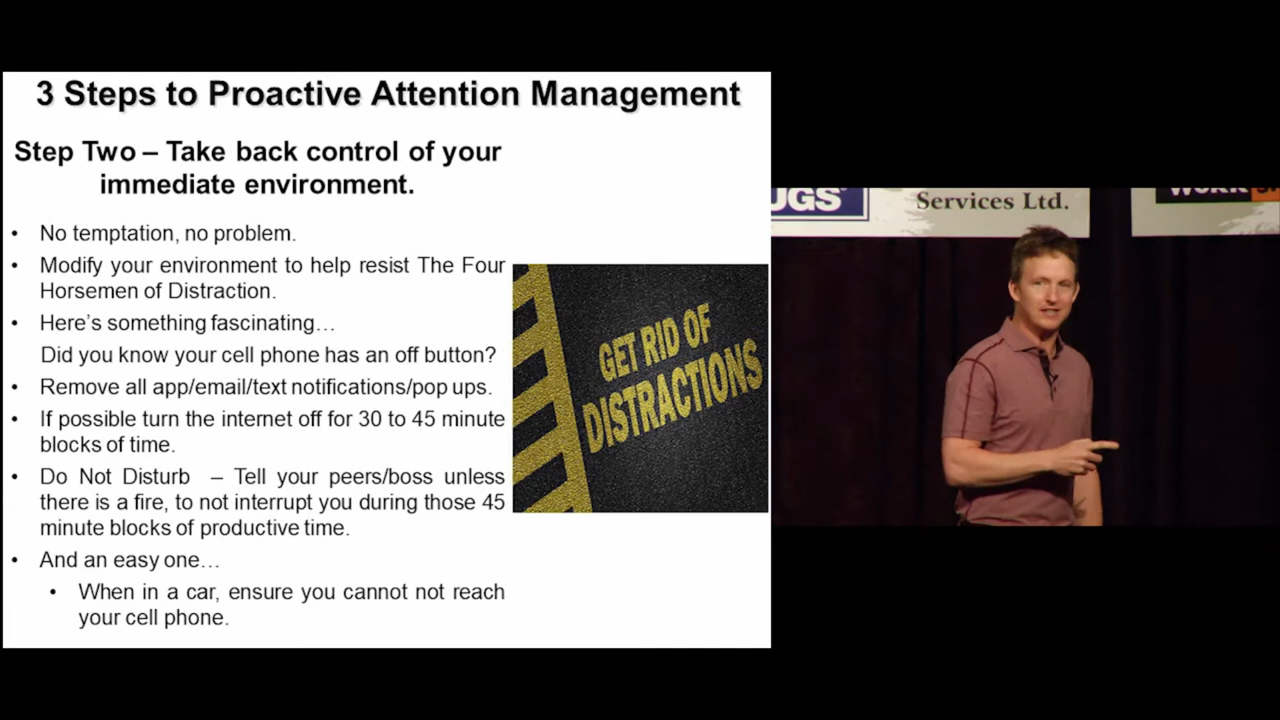 3 Steps to Proactive Attention Management
Step Two – Take back control of your
immediate environment.
• No temptation, no problem.
• Modify your environment to help resist The Four
Horsemen of Distraction.
• Here's something fascinating…
Did you know your cell phone has an off button?
• Remove all app/email/text notifications/pop ups.
• If possible turn the internet off for 30 to 45 minute
blocks of time.
• Do Not Disturb – Tell your peers/boss unless
there is a fire, to not interrupt you during those 45
minute blocks of productive time.
• And an easy one…
• When in a car, ensure you cannot not reach
your cell phone.
GET RID OF
DISTRACTIONS
UGS
Services Ltd.
WORK